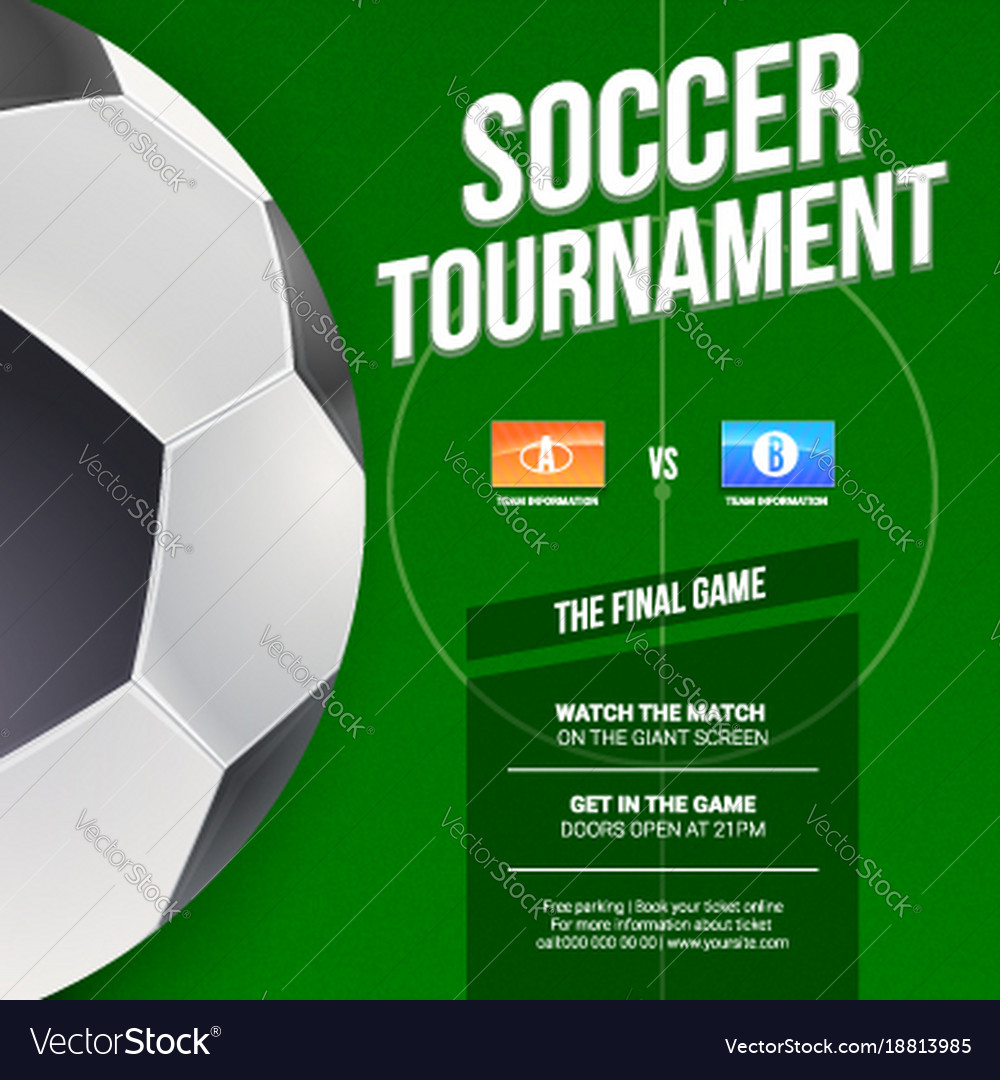 SOCCER
TOURNAMENT
A
VS
B
TEAM INFORMATION
TEAM INFORMATION
THE FINAL GAME
WATCH THE MATCH
ON THE GIANT SCREEN
GET IN THE GAME
DOORS OPEN AT 21PM
Free parking | Book your ticket online
For more information about ticket
call:000 000 00 00 | www.yoursite.com
VectorStock®
VectorStock.com/18813985